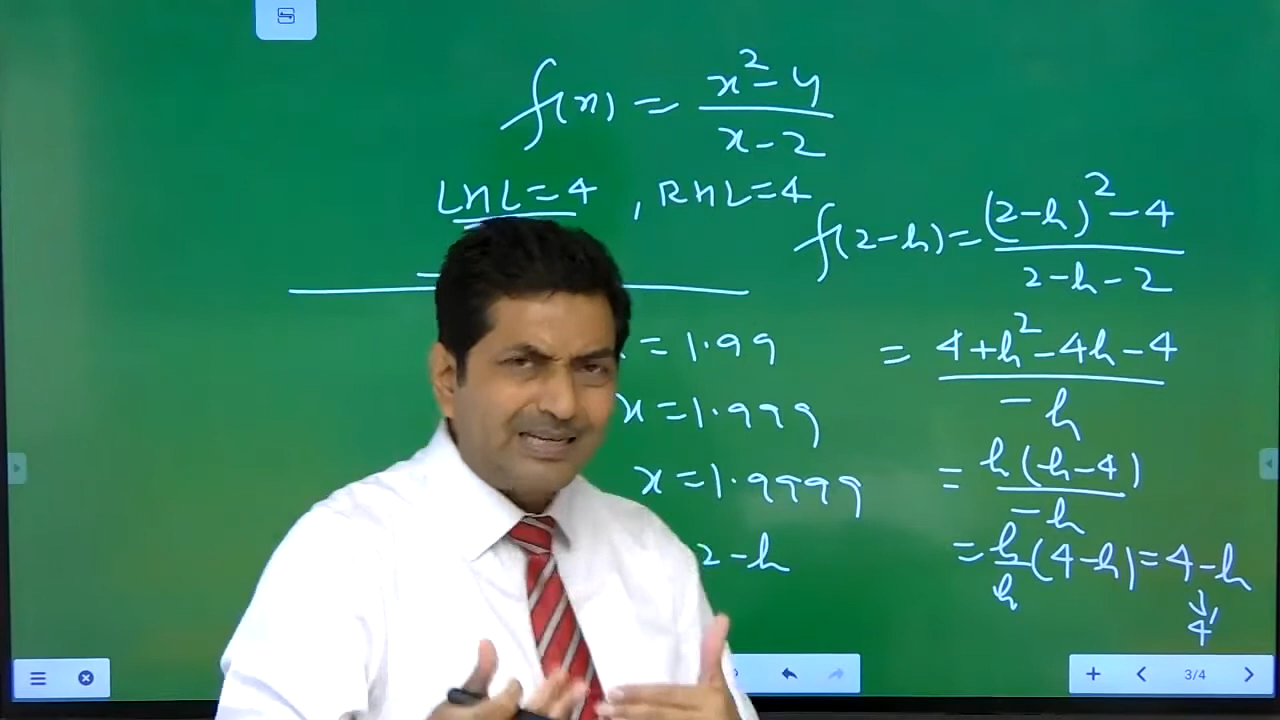 f(x) = x² - 4 / x - 2
LHL = 4 , RHL = 4
f(2-h) = (2-h)² - 4 / 2-h-2
= 1.99
x = 1.999
x = 1.9999
2 - h
= 4 + h² - 4h - 4 / -h
= h(h-4) / -h
= h/h (4-h) = 4 - h
↓
4
3/4